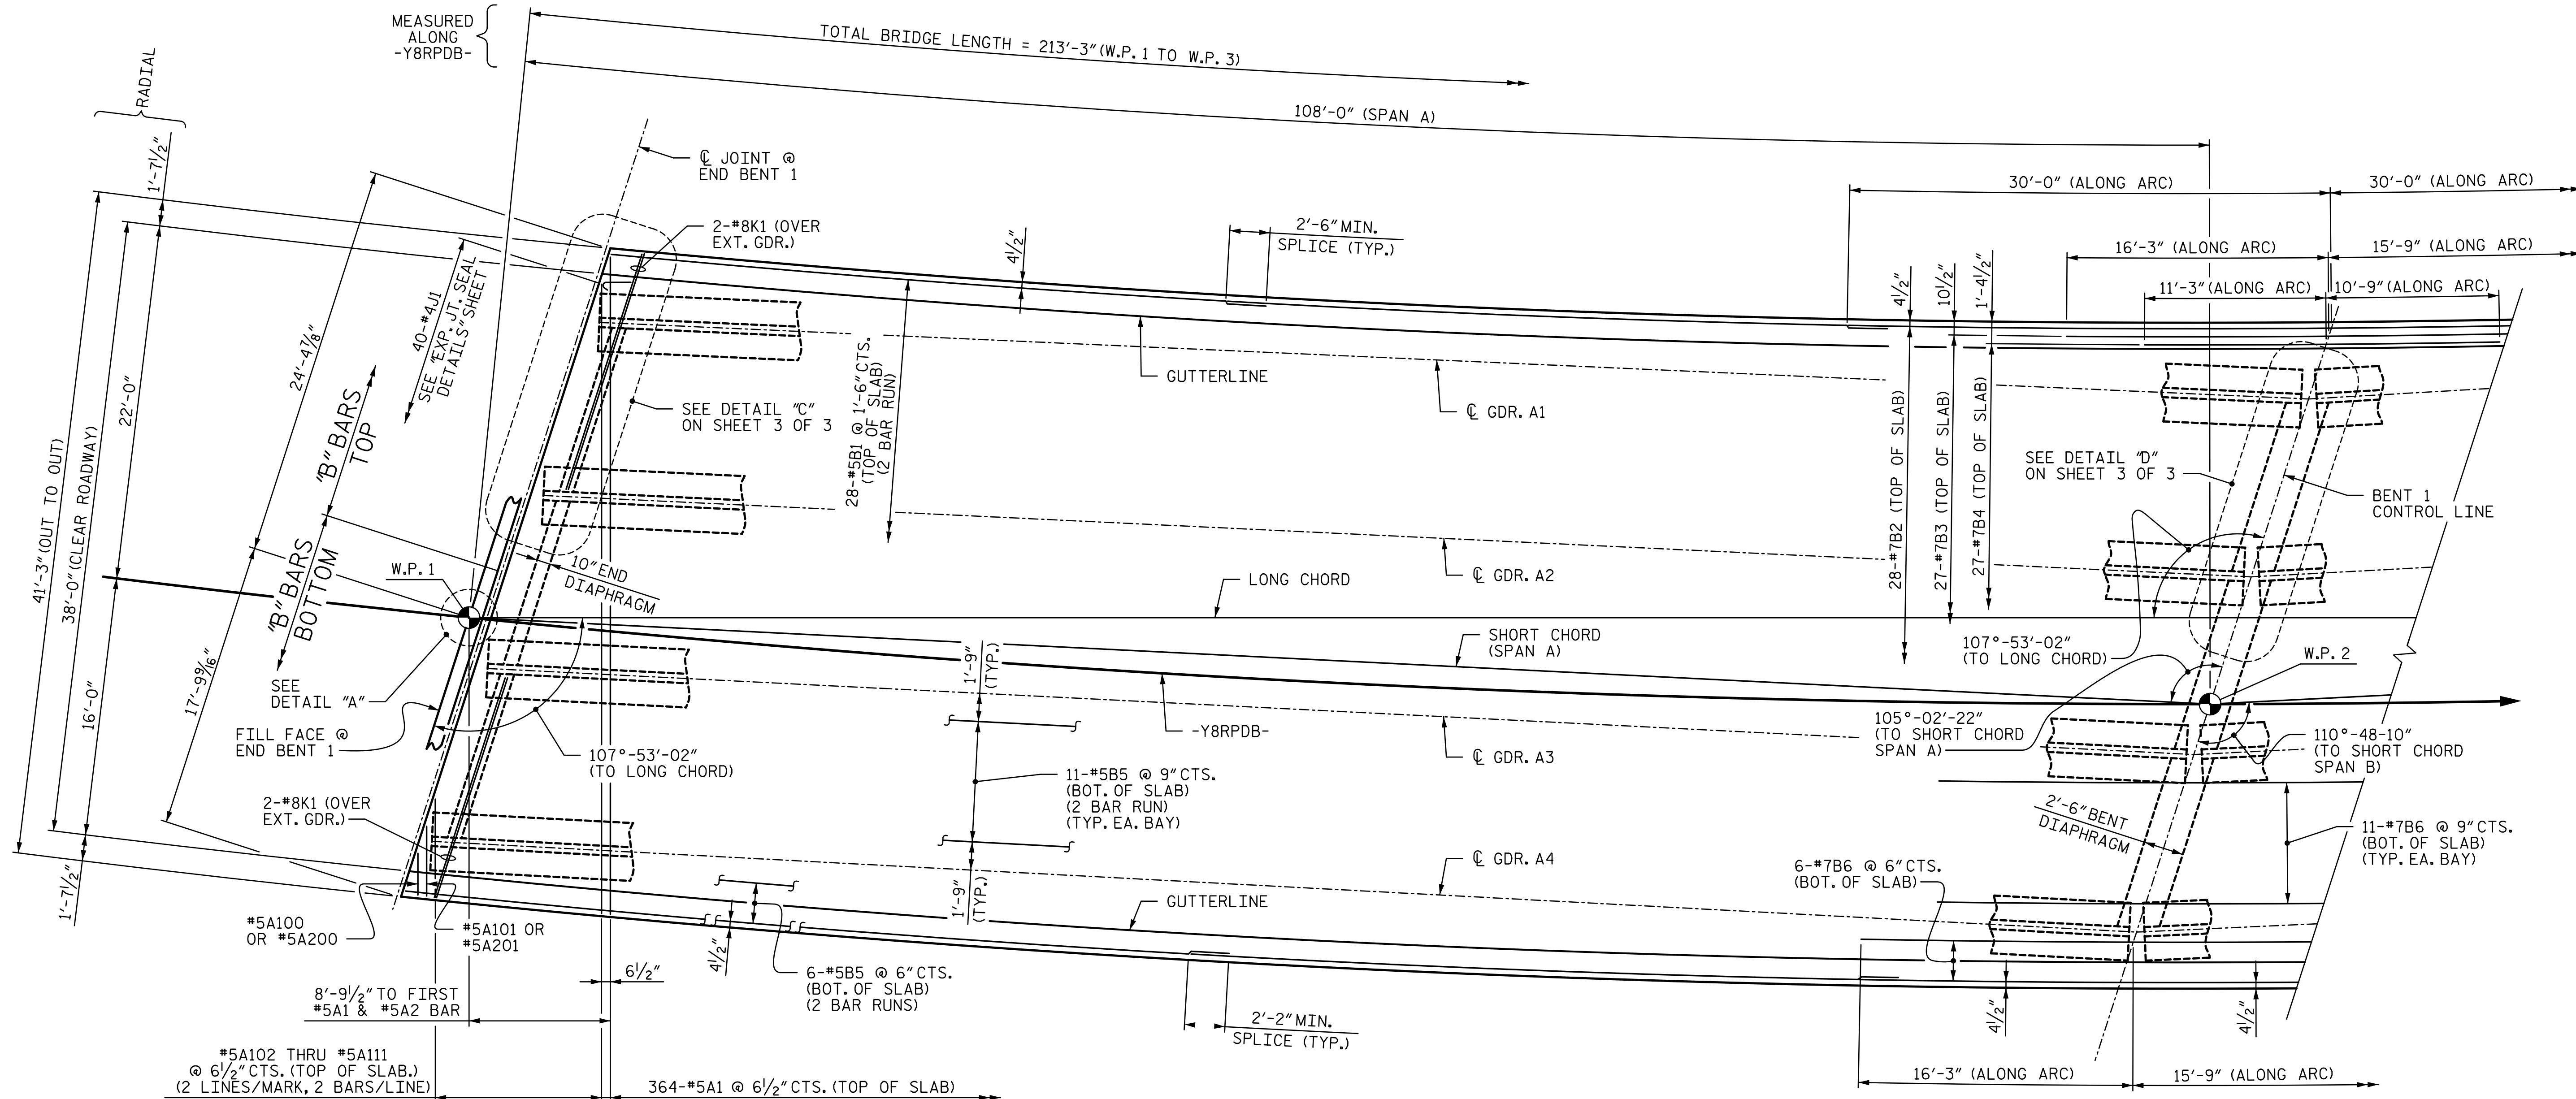 MEASURED
ALONG
-Y8RPDB-
TOTAL BRIDGE LENGTH = 213'-3" (W.P. 1 TO W.P. 3)
108'-0" (SPAN A)
RADIAL
1'-7½"
22'-0"
16'-0"
1'-7½"
41'-3" (OUT TO OUT)
38'-0" (CLEAR ROADWAY)
24'-4⅞"
17'-9⁹⁄₁₆"
"B" BARS
TOP
"B" BARS
BOTTOM
40-#4J1
SEE "EXP. JT. SEAL
DETAILS" SHEET
℄ JOINT @
END BENT 1
2-#8K1 (OVER
EXT. GDR.)
4½"
2'-6" MIN.
SPLICE (TYP.)
30'-0" (ALONG ARC)
30'-0" (ALONG ARC)
16'-3" (ALONG ARC)
15'-9" (ALONG ARC)
11'-3" (ALONG ARC)
10'-9" (ALONG ARC)
4½"
10½"
1'-4½"
28-#5B1 @ 1'-6" CTS.
(TOP OF SLAB)
(2 BAR RUN)
GUTTERLINE
℄ GDR. A1
SEE DETAIL "C"
ON SHEET 3 OF 3
28-#7B2 (TOP OF SLAB)
27-#7B3 (TOP OF SLAB)
27-#7B4 (TOP OF SLAB)
SEE DETAIL "D"
ON SHEET 3 OF 3
BENT 1
CONTROL LINE
W.P. 1
10" END
DIAPHRAGM
LONG CHORD
℄ GDR. A2
SHORT CHORD
(SPAN A)
107°-53'-02"
(TO LONG CHORD)
W.P. 2
SEE
DETAIL "A"
FILL FACE @
END BENT 1
107°-53'-02"
(TO LONG CHORD)
1'-9"
(TYP.)
-Y8RPDB-
℄ GDR. A3
105°-02'-22"
(TO SHORT CHORD
SPAN A)
110°-48-10"
(TO SHORT CHORD
SPAN B)
11-#5B5 @ 9" CTS.
(BOT. OF SLAB)
(2 BAR RUN)
(TYP. EA. BAY)
2-#8K1 (OVER
EXT. GDR.)
2'-6" BENT
DIAPHRAGM
11-#7B6 @ 9" CTS.
(BOT. OF SLAB)
(TYP. EA. BAY)
1'-9"
(TYP.)
℄ GDR. A4
6-#7B6 @ 6" CTS.
(BOT. OF SLAB)
GUTTERLINE
#5A100
OR #5A200
#5A101 OR
#5A201
4½"
6½"
6-#5B5 @ 6" CTS.
(BOT. OF SLAB)
(2 BAR RUNS)
8'-9½" TO FIRST
#5A1 & #5A2 BAR
2'-2" MIN.
SPLICE (TYP.)
4½"
4½"
#5A102 THRU #5A111
@ 6½" CTS. (TOP OF SLAB.)
(2 LINES/MARK, 2 BARS/LINE)
364-#5A1 @ 6½" CTS. (TOP OF SLAB)
16'-3" (ALONG ARC)
15'-9" (ALONG ARC)